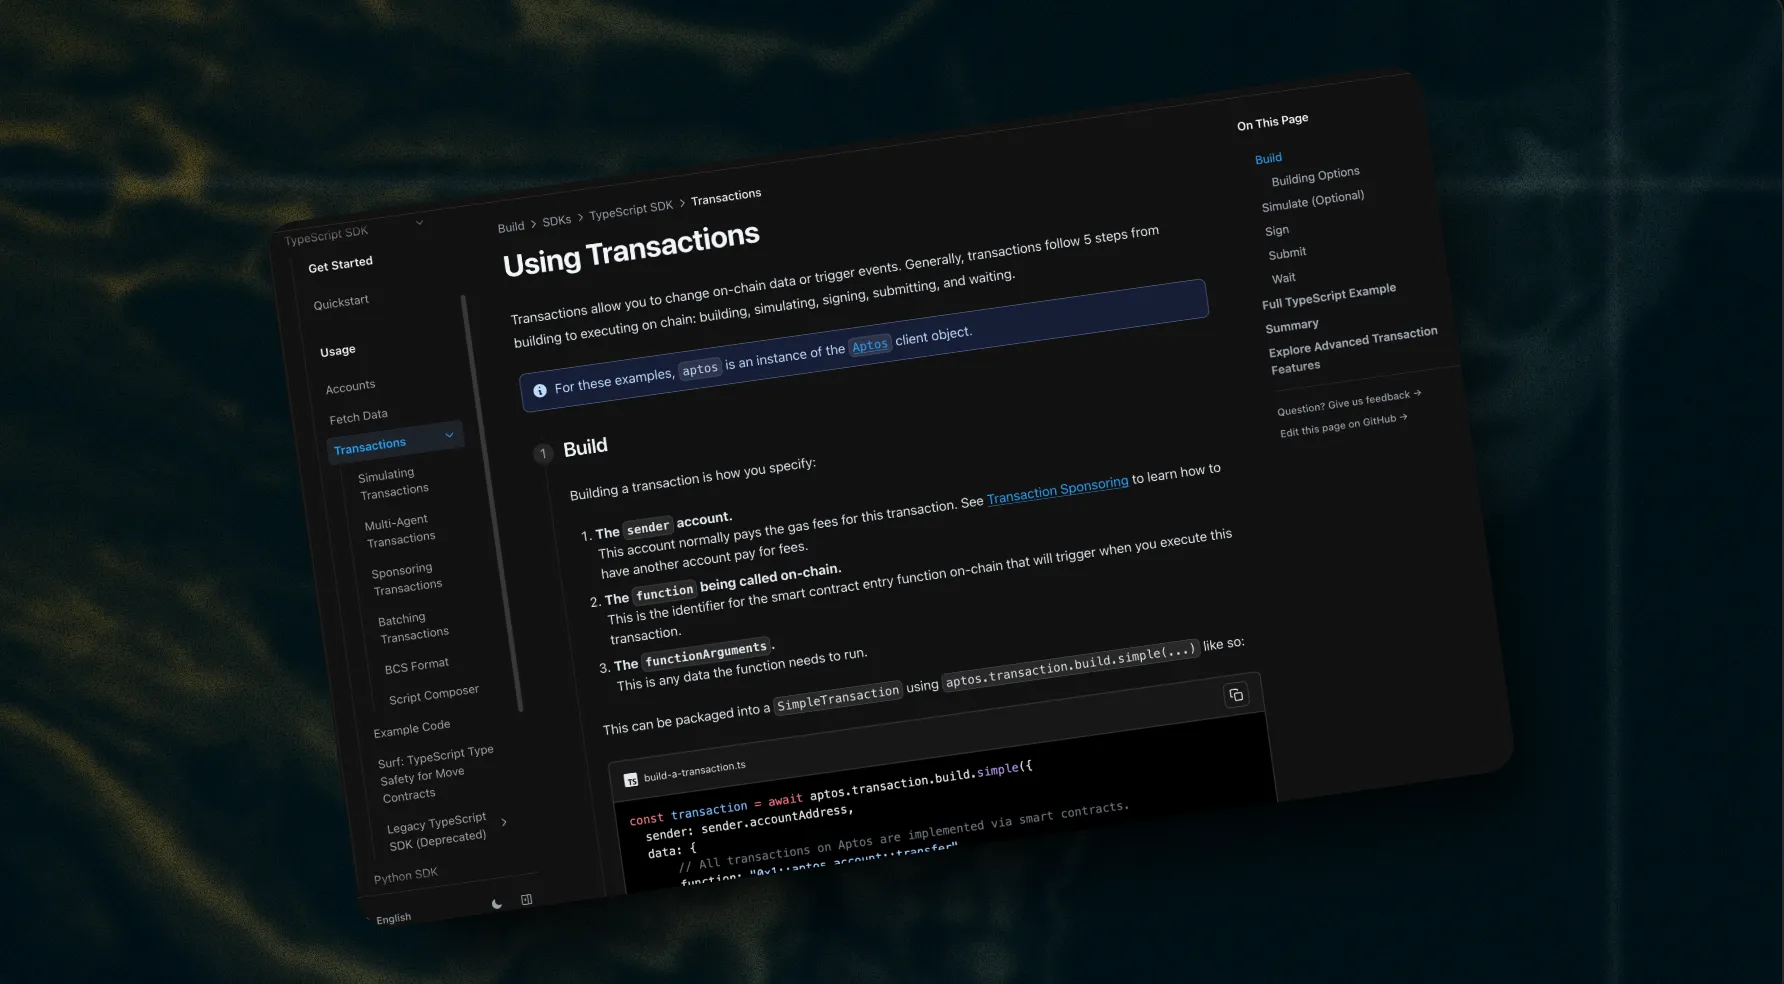 TypeScript SDK
Get Started
Quickstart
Usage
Accounts
Fetch Data
Transactions
Simulating
Transactions
Multi-Agent
Transactions
Sponsoring
Transactions
Batching
Transactions
BCS Format
Script Composer
Example Code
Surf: TypeScript Type
Safety for Move
Contracts
Legacy TypeScript
SDK (Deprecated)
Python SDK
English
Build > SDKs > TypeScript SDK > Transactions
Using Transactions
Transactions allow you to change on-chain data or trigger events. Generally, transactions follow 5 steps from
building to executing on chain: building, simulating, signing, submitting, and waiting.
For these examples, aptos is an instance of the Aptos client object.
1 Build
Building a transaction is how you specify:
1. The sender account.
This account normally pays the gas fees for this transaction. See Transaction Sponsoring to learn how to
have another account pay for fees.
2. The function being called on-chain.
This is the identifier for the smart contract entry function on-chain that will trigger when you execute this
transaction.
3. The functionArguments.
This is any data the function needs to run.
This can be packaged into a SimpleTransaction using aptos.transaction.build.simple(...) like so:
TS build-a-transaction.ts
const transaction = await aptos.transaction.build.simple({
sender: sender.accountAddress,
data: {
// All transactions on Aptos are implemented via smart contracts.
function: "0x1::aptos_account::transfer"
On This Page
Build
Building Options
Simulate (Optional)
Sign
Submit
Wait
Full TypeScript Example
Summary
Explore Advanced Transaction
Features
Question? Give us feedback →
Edit this page on GitHub →